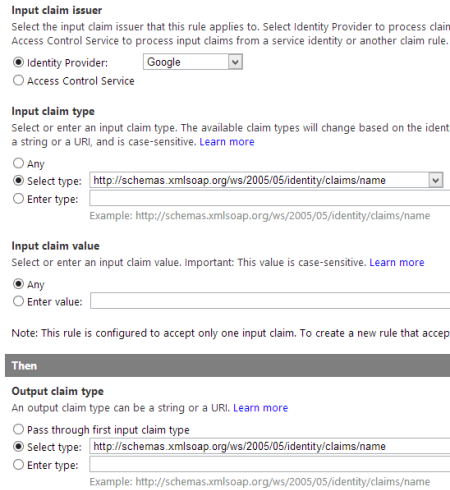 Input claim issuer
Select the input claim issuer that this rule applies to. Select Identity Provider to process clain
Access Control Service to process input claims from a service identity or another claim rule.
Identity Provider: Google
Access Control Service
Input claim type
Select or enter an input claim type. The available claim types will change based on the ident
a string or a URI, and is case-sensitive. Learn more
Any
Select type: http://schemas.xmlsoap.org/ws/2005/05/identity/claims/name
Enter type:
Example: http://schemas.xmlsoap.org/ws/2005/05/identity/claims/name
Input claim value
Select or enter an input claim value. Important: This value is case-sensitive. Learn more
Any
Enter value:
Note: This rule is configured to accept only one input claim. To create a new rule that accep
Then
Output claim type
An output claim type can be a string or a URI. Learn more
Pass through first input claim type
Select type: http://schemas.xmlsoap.org/ws/2005/05/identity/claims/name
Enter type:
Example: http://schemas.xmlsoap.org/ws/2005/05/identity/claims/name